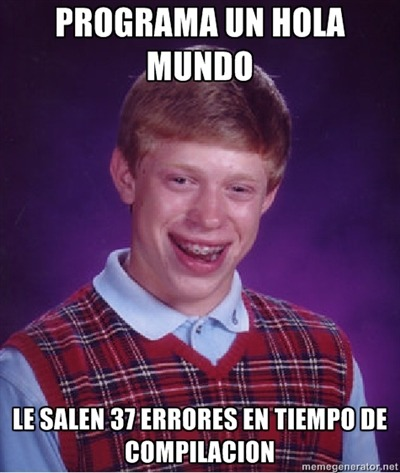 PROGRAMA UN HOLA
MUNDO
LE SALEN 37 ERRORES EN TIEMPO DE
COMPILACION
memegenerator.net